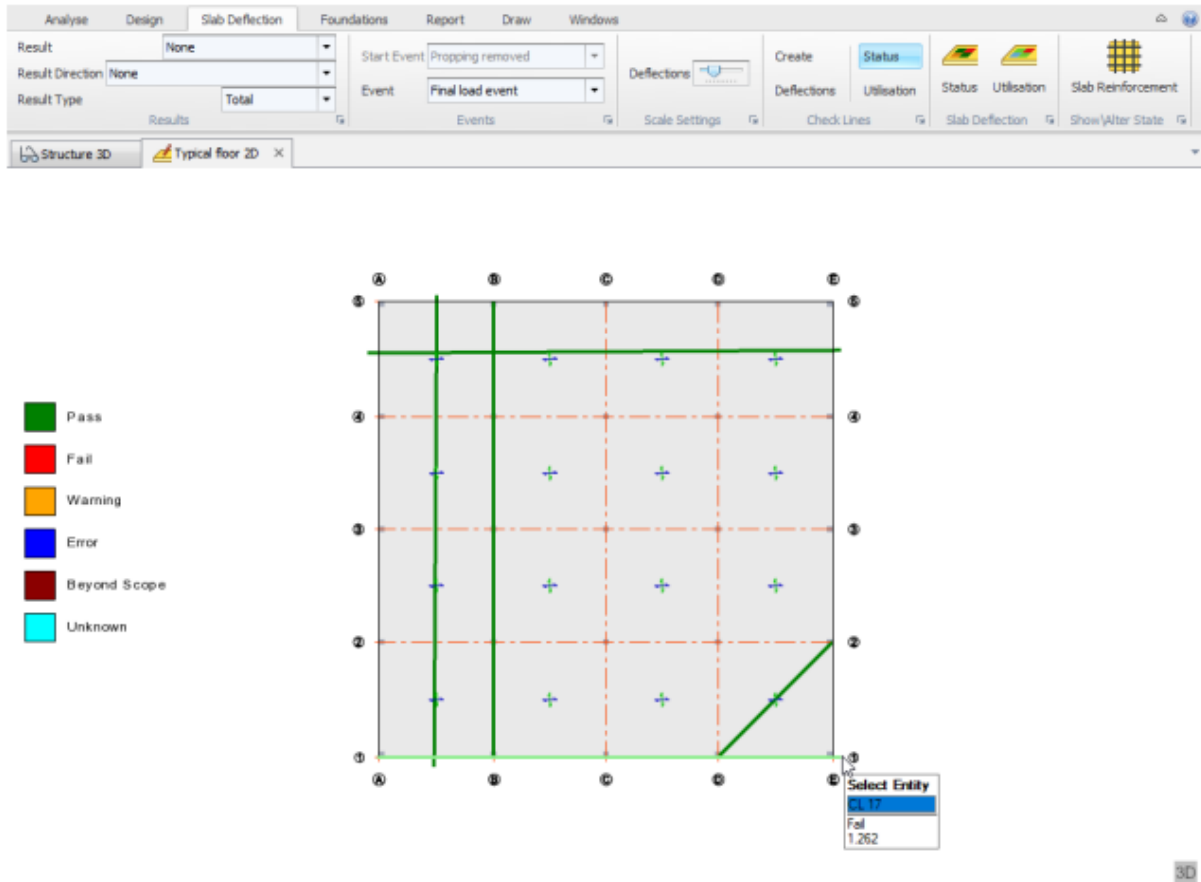 Analyse Design Slab Deflection Foundations Report Draw Windows
Result None
Result Direction None
Result Type Total
Results
Start Event Propping removed
Event Final load event
Events
Deflections
Scale Settings
Create Status
Deflections Utilisation
Check Lines
Status Utilisation
Slab Deflection
Slab Reinforcement
Show\Alter State
Structure 3D Typical floor 2D ×
A B C D E
5 5
4 4
3 3
2 2
1 1
A B C D E
Pass
Fail
Warning
Error
Beyond Scope
Unknown
Select Entity
CL 17
Fail
1.262
3D